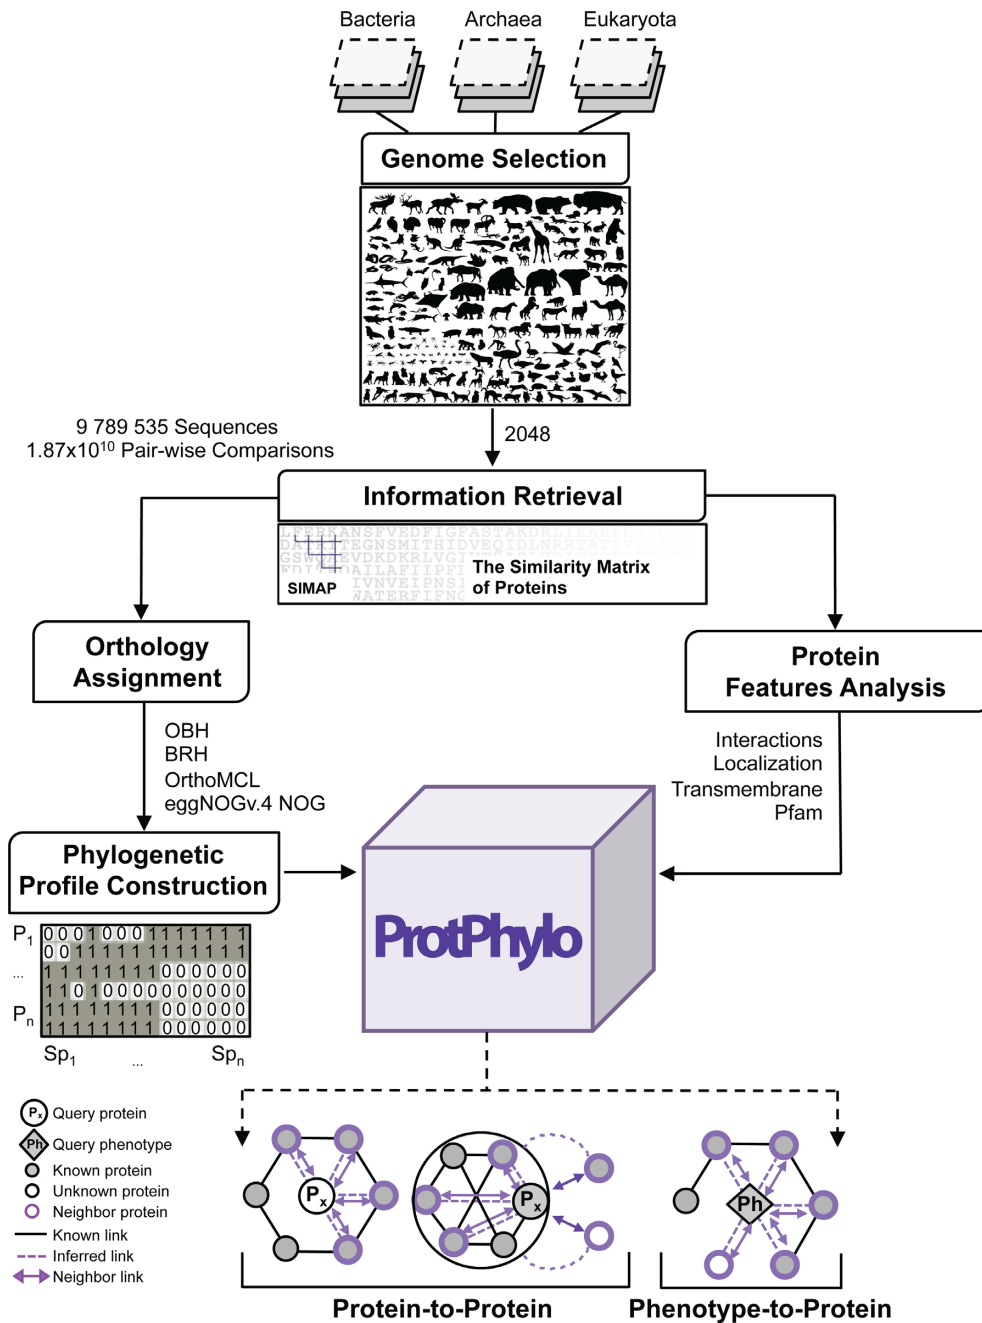 Bacteria Archaea Eukaryota
Genome Selection
9 789 535 Sequences
1.87x10¹⁰ Pair-wise Comparisons
2048
Information Retrieval
SIMAP
The Similarity Matrix
of Proteins
Orthology
Assignment
Protein
Features Analysis
OBH
BRH
OrthoMCL
eggNOGv.4 NOG
Interactions
Localization
Transmembrane
Pfam
Phylogenetic
Profile Construction
ProtPhylo
P₁ 0 0 0 1 0 0 0 1 1 1 1 1 1 1
0 0 1 1 1 1 1 1 1 1 1 1 1 1
... 1 1 1 1 1 1 1 1 0 0 0 0 0 0
1 1 0 1 0 0 0 0 0 0 0 0 0 0
Pₙ 1 1 1 1 1 1 1 1 0 0 0 0 0 0
1 1 1 1 1 1 1 1 0 0 0 0 0 0
Sp₁ ... Spₙ
Pₓ Query protein
Ph Query phenotype
Known protein
Unknown protein
Neighbor protein
Known link
Inferred link
Neighbor link
Pₓ
Pₓ
Ph
Protein-to-Protein
Phenotype-to-Protein